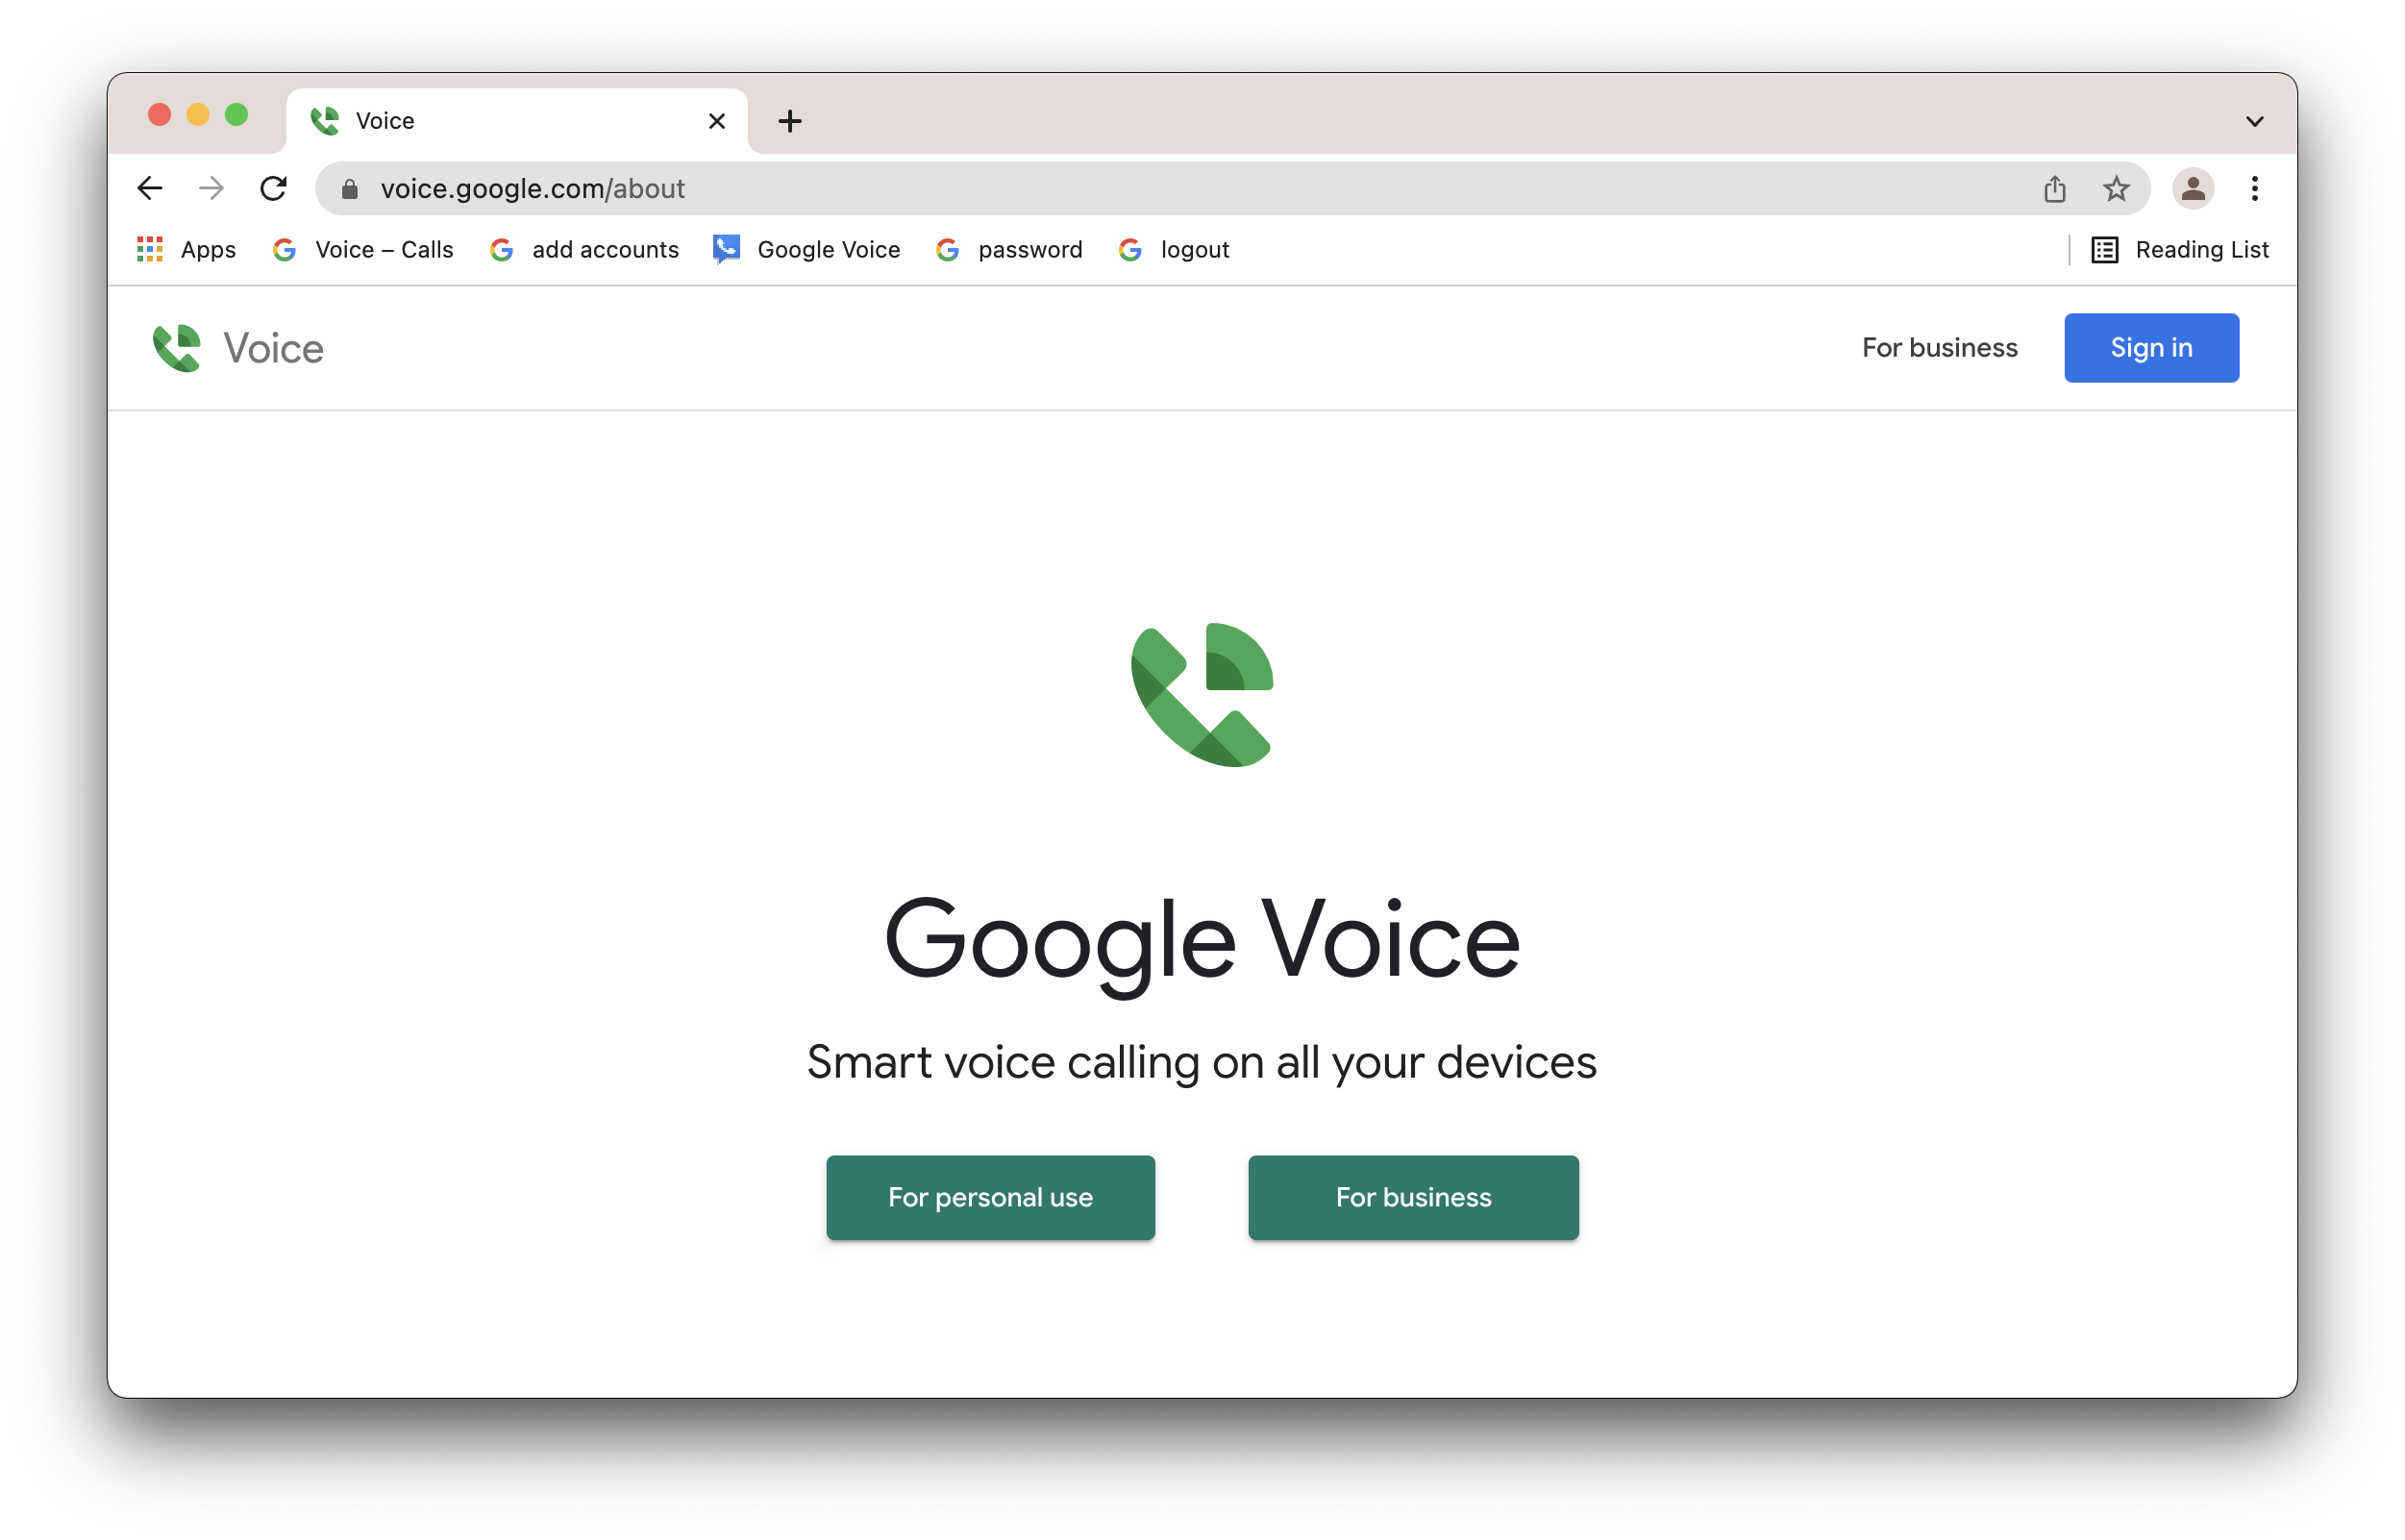 Voice
voice.google.com/about
Apps Voice – Calls add accounts Google Voice password logout Reading List
Voice For business Sign in
Google Voice
Smart voice calling on all your devices
For personal use For business